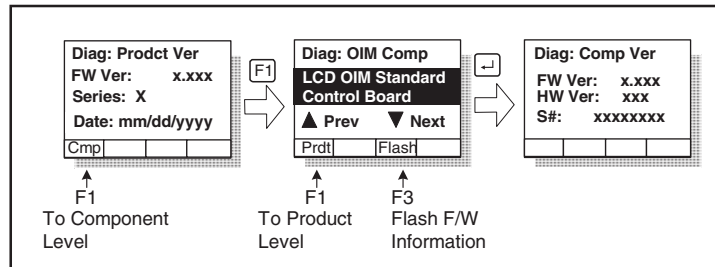 Diag: Prodct Ver
FW Ver: x.xxx
Series: X
Date: mm/dd/yyyy
Cmp
F1
To Component
Level
F1
Diag: OIM Comp
LCD OIM Standard
Control Board
▲ Prev ▼ Next
Prdt Flash
F1
To Product
Level
F3
Flash F/W
Information
↵
Diag: Comp Ver
FW Ver: x.xxx
HW Ver: xxx
S#: xxxxxxxx